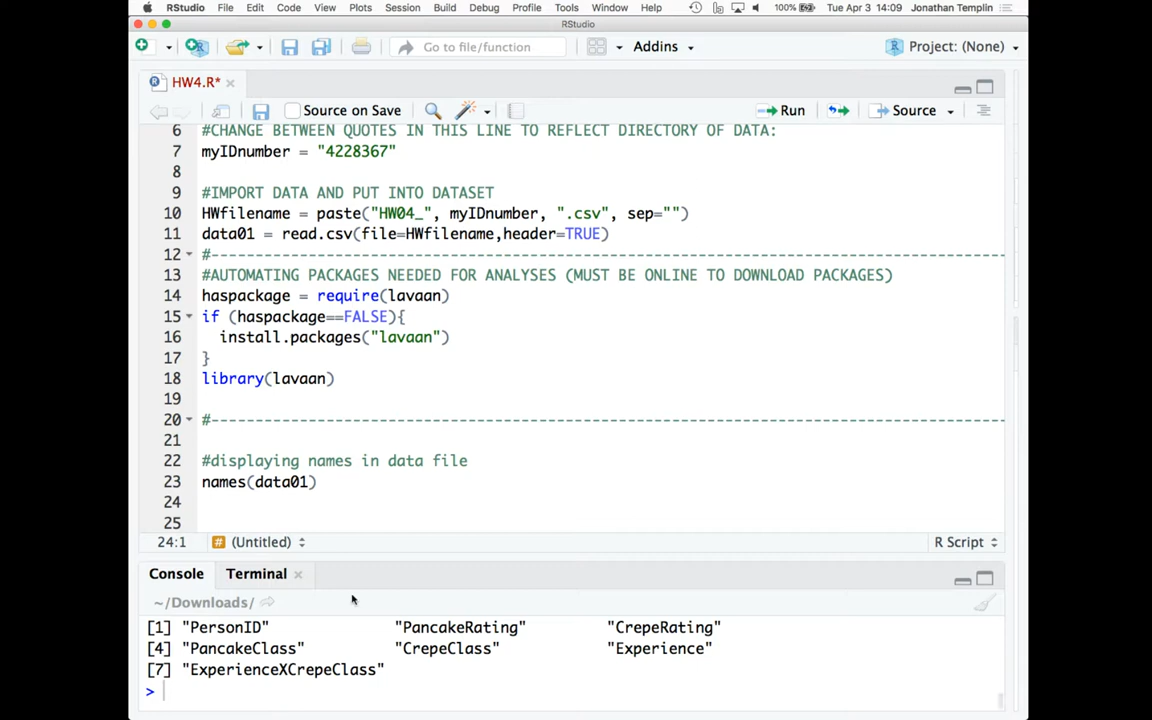 RStudio File Edit Code View Plots Session Build Debug Profile Tools Window Help 100% Tue Apr 3 14:09 Jonathan Templin
RStudio
Go to file/function Addins Project: (None)
HW4.R*
Source on Save Run Source
6 #CHANGE BETWEEN QUOTES IN THIS LINE TO REFLECT DIRECTORY OF DATA:
7 myIDnumber = "4228367"
8
9 #IMPORT DATA AND PUT INTO DATASET
10 HWfilename = paste("HW04_", myIDnumber, ".csv", sep="")
11 data01 = read.csv(file=HWfilename,header=TRUE)
12 #------------------------------------------------------------------------------------------
13 #AUTOMATING PACKAGES NEEDED FOR ANALYSES (MUST BE ONLINE TO DOWNLOAD PACKAGES)
14 haspackage = require(lavaan)
15 if (haspackage==FALSE){
16 install.packages("lavaan")
17 }
18 library(lavaan)
19
20 #------------------------------------------------------------------------------------------
21
22 #displaying names in data file
23 names(data01)
24
25
24:1 # (Untitled) R Script
Console Terminal
~/Downloads/
[1] "PersonID" "PancakeRating" "CrepeRating"
[4] "PancakeClass" "CrepeClass" "Experience"
[7] "ExperienceXCrepeClass"
>